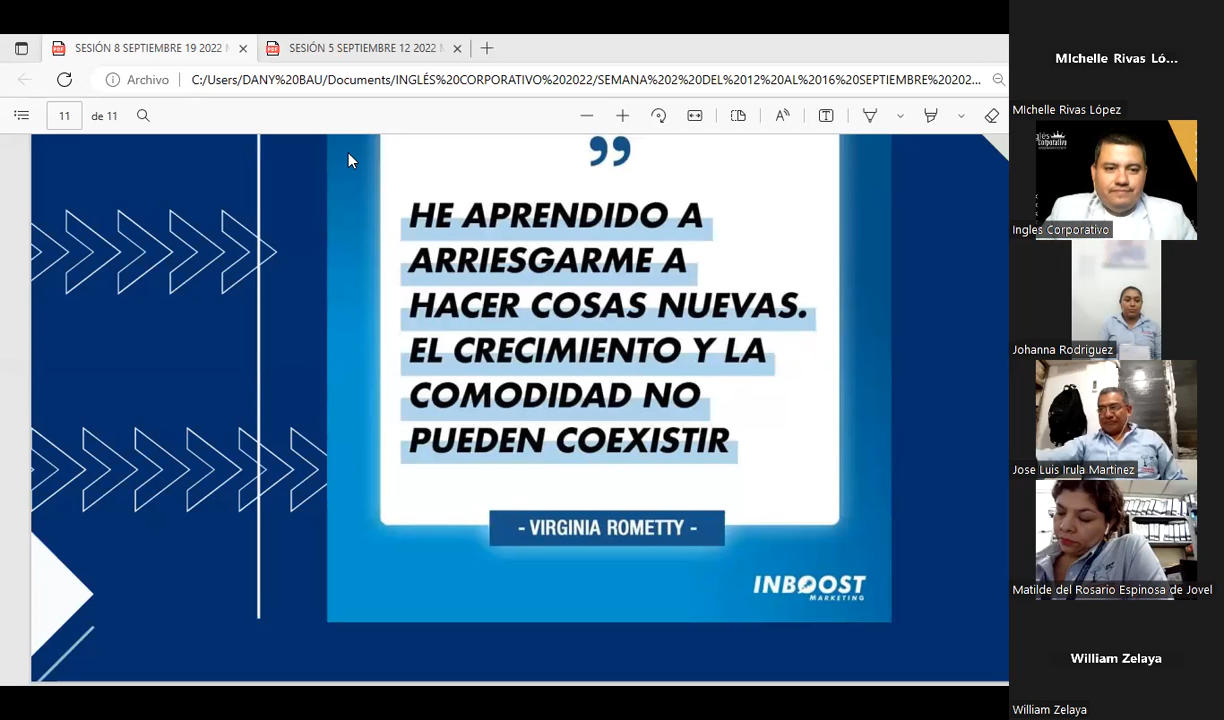 SESIÓN 8 SEPTIEMBRE 19 2022
SESIÓN 5 SEPTIEMBRE 12 2022
Archivo
C:/Users/DANY%20BAU/Documents/INGLÉS%20CORPORATIVO%202022/SEMANA%202%20DEL%2012%20AL%2016%20SEPTIEMBRE%20202...
11
de 11
”
HE APRENDIDO A
ARRIESGARME A
HACER COSAS NUEVAS.
EL CRECIMIENTO Y LA
COMODIDAD NO
PUEDEN COEXISTIR
- VIRGINIA ROMETTY -
INBOOST
MARKETING
MIchelle Rivas Ló...
MIchelle Rivas López
glés
corporativo
Ingles Corporativo
Johanna Rodriguez
Jose Luis Irula Martinez
Matilde del Rosario Espinosa de Jovel
William Zelaya
William Zelaya